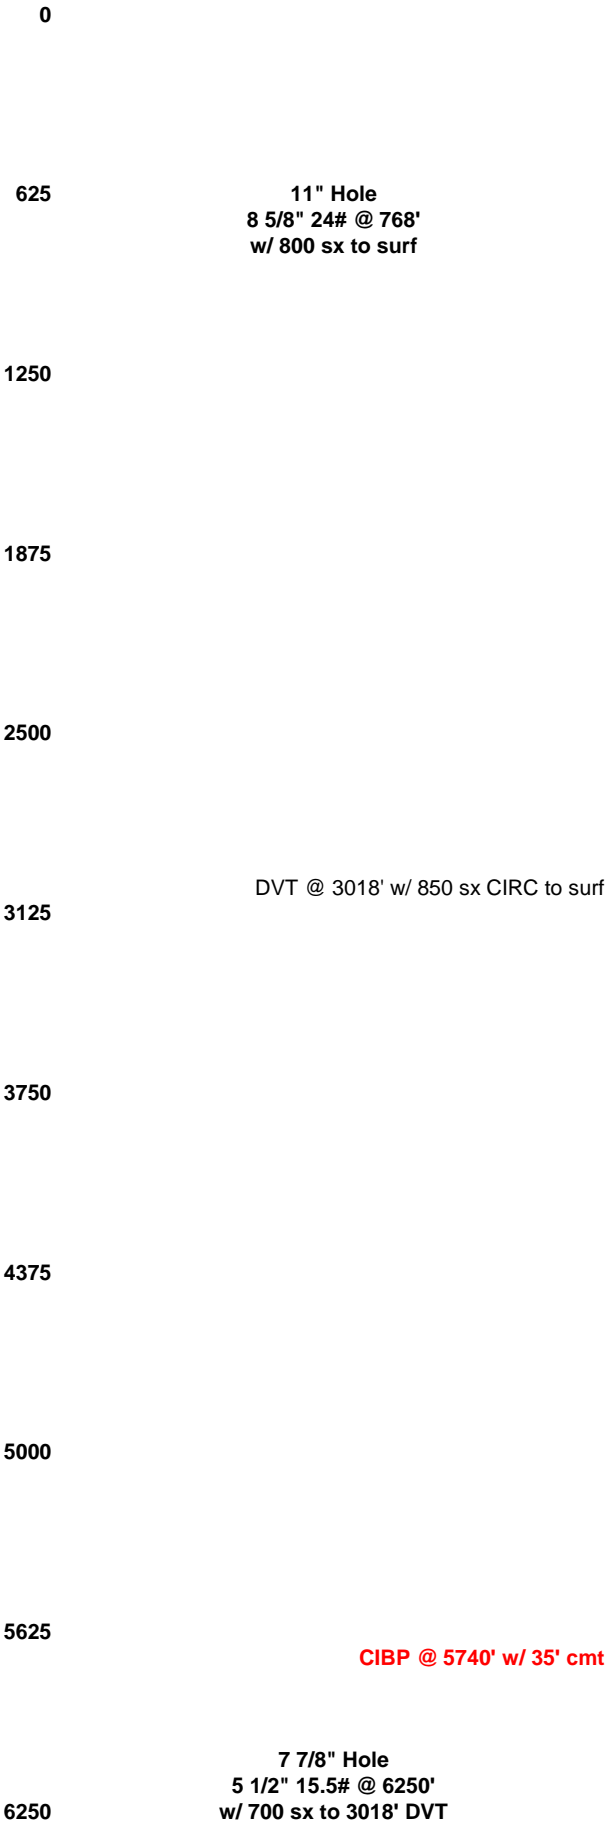 0
625
11" Hole
8 5/8" 24# @ 768'
w/ 800 sx to surf
1250
1875
2500
DVT @ 3018' w/ 850 sx CIRC to surf
3125
3750
4375
5000
5625
CIBP @ 5740' w/ 35' cmt
7 7/8" Hole
5 1/2" 15.5# @ 6250'
6250
w/ 700 sx to 3018' DVT